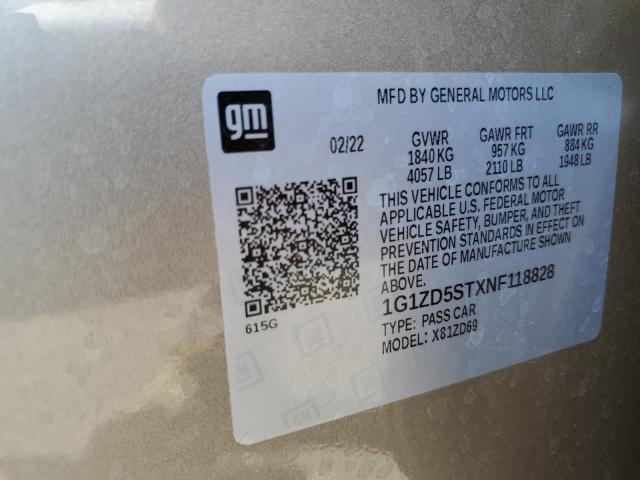 gm
MFD BY GENERAL MOTORS LLC
02/22
GVWR
1840 KG
4057 LB
GAWR FRT
957 KG
2110 LB
GAWR RR
884 KG
1948 LB
THIS VEHICLE CONFORMS TO ALL
APPLICABLE U.S. FEDERAL MOTOR
VEHICLE SAFETY, BUMPER, AND THEFT
PREVENTION STANDARDS IN EFFECT ON
THE DATE OF MANUFACTURE SHOWN
ABOVE.
1G1ZD5STXNF118828
TYPE: PASS CAR
MODEL: X81ZD69
615G